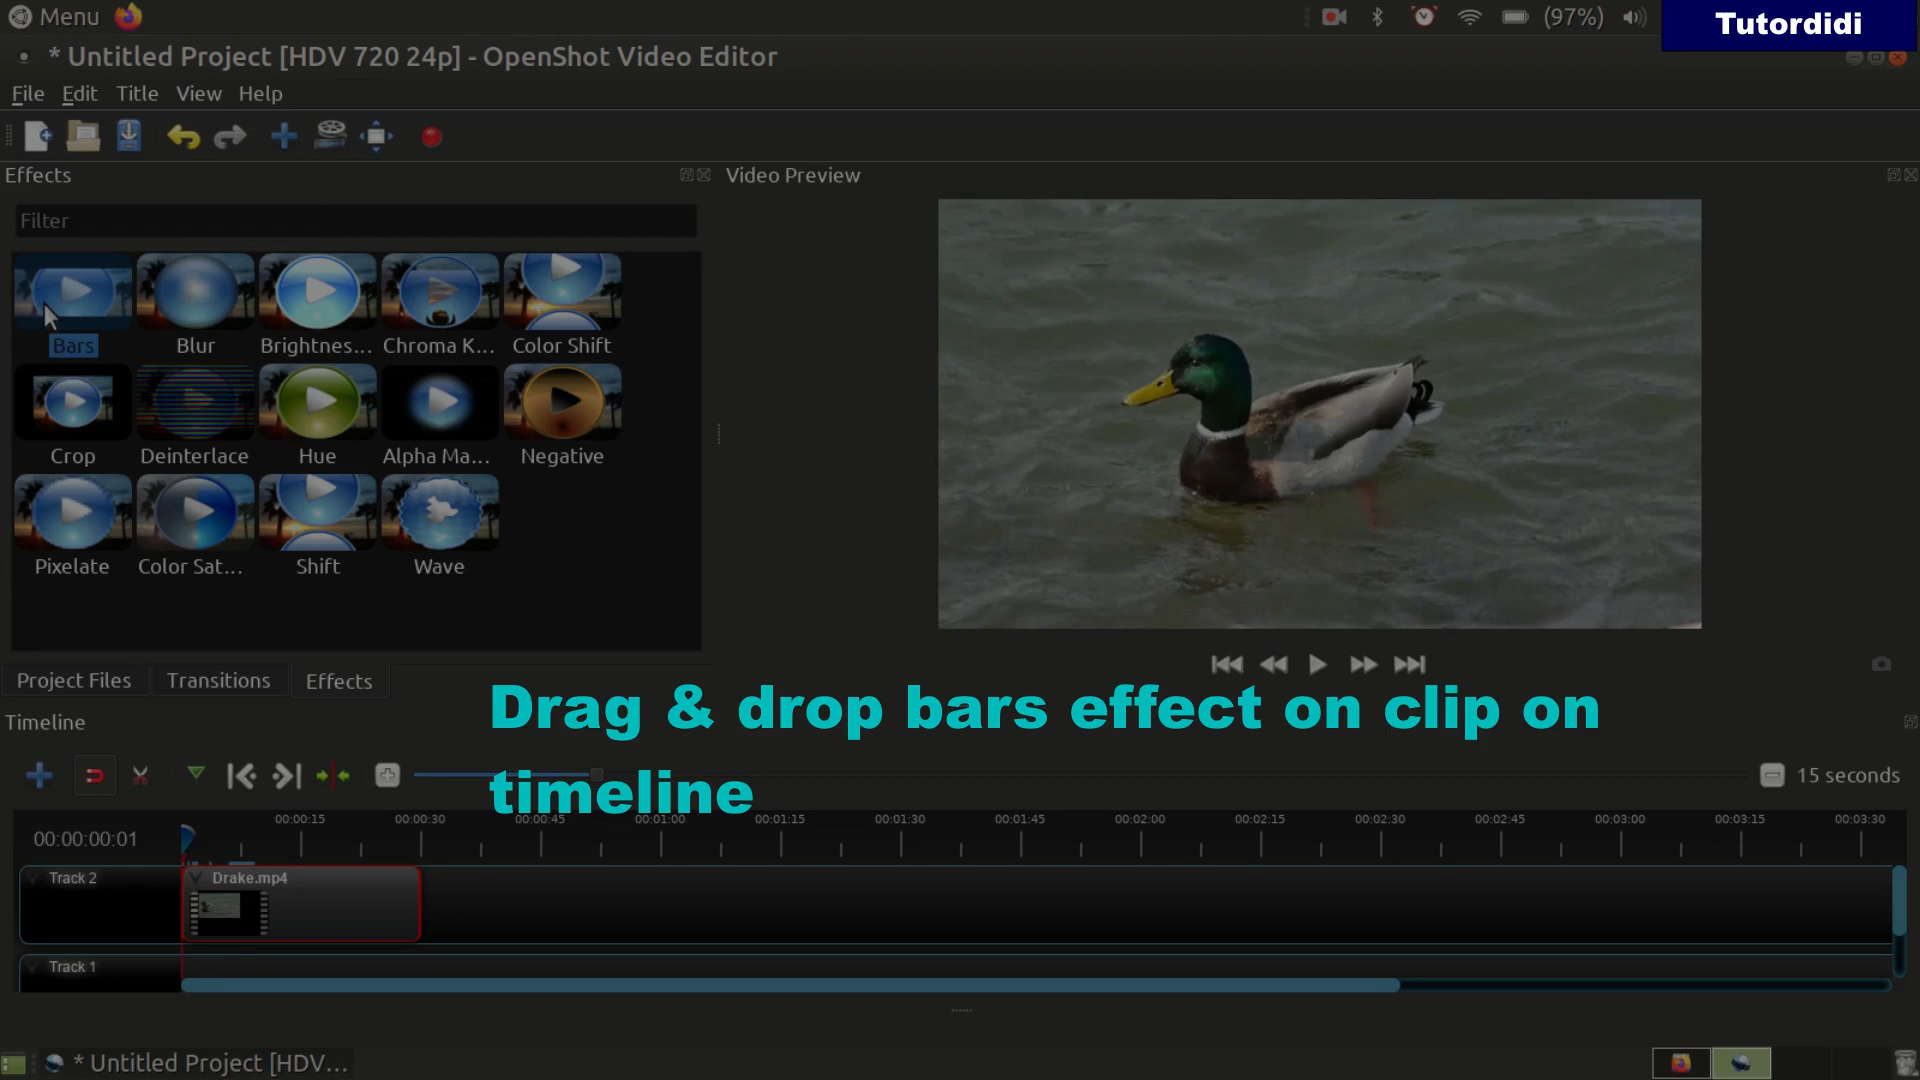 Menu
(97%)
Tutordidi
* Untitled Project [HDV 720 24p] - OpenShot Video Editor
File Edit Title View Help
Effects
Video Preview
Filter
Bars Blur Brightnes... Chroma K... Color Shift
Crop Deinterlace Hue Alpha Ma... Negative
Pixelate Color Sat... Shift Wave
Project Files Transitions Effects
Drag & drop bars effect on clip on
timeline
Timeline
15 seconds
00:00:00:01
00:00:15 00:00:30 00:00:45 00:01:00 00:01:15 00:01:30 00:01:45 00:02:00 00:02:15 00:02:30 00:02:45 00:03:00 00:03:15 00:03:30
Track 2
Drake.mp4
Track 1
* Untitled Project [HDV...